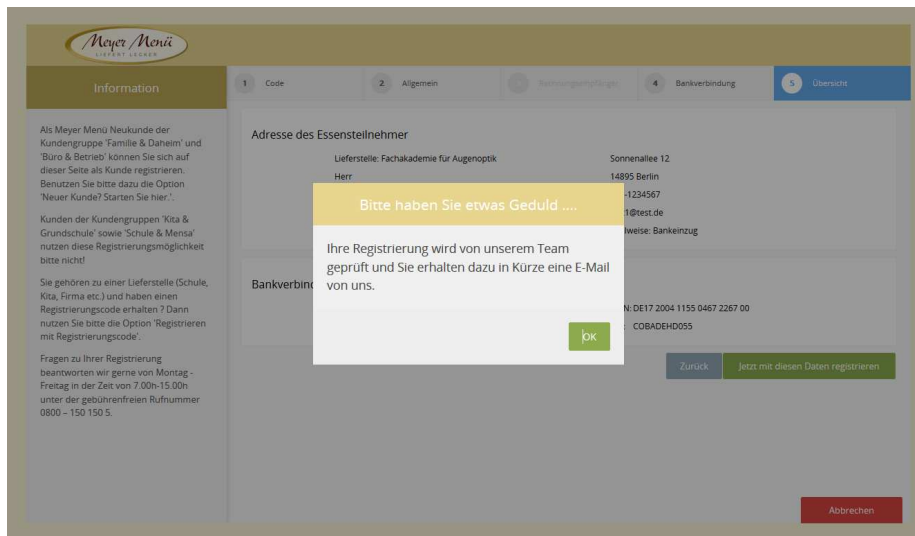 Meyer Menü
LIEFERT LECKER
Information
1 Code
2 Allgemein
Rechnungsempfänger
4 Bankverbindung
5 Übersicht
Als Meyer Menü Neukunde der
Kundengruppe 'Familie & Daheim' und
'Büro & Betrieb' können Sie sich auf
dieser Seite als Kunde registrieren.
Benutzen Sie bitte dazu die Option
'Neuer Kunde? Starten Sie hier.'.
Kunden der Kundengruppen 'Kita &
Grundschule' sowie 'Schule & Mensa'
nutzen diese Registrierungsmöglichkeit
bitte nicht!
Sie gehören zu einer Lieferstelle (Schule,
Kita, Firma etc.) und haben einen
Registrierungscode erhalten ? Dann
nutzen Sie bitte die Option 'Registrieren
mit Registrierungscode'.
Fragen zu Ihrer Registrierung
beantworten wir gerne von Montag -
Freitag in der Zeit von 7.00h-15.00h
unter der gebührenfreien Rufnummer
0800 – 150 150 5.
Adresse des Essensteilnehmer
Lieferstelle: Fachakademie für Augenoptik
Herr
Sonnenallee 12
14895 Berlin
-1234567
1@test.de
lweise: Bankeinzug
Bankverbind
N: DE17 2004 1155 0467 2267 00
: COBADEHD055
Bitte haben Sie etwas Geduld ....
Ihre Registrierung wird von unserem Team
geprüft und Sie erhalten dazu in Kürze eine E-Mail
von uns.
OK
Zurück
Jetzt mit diesen Daten registrieren
Abbrechen